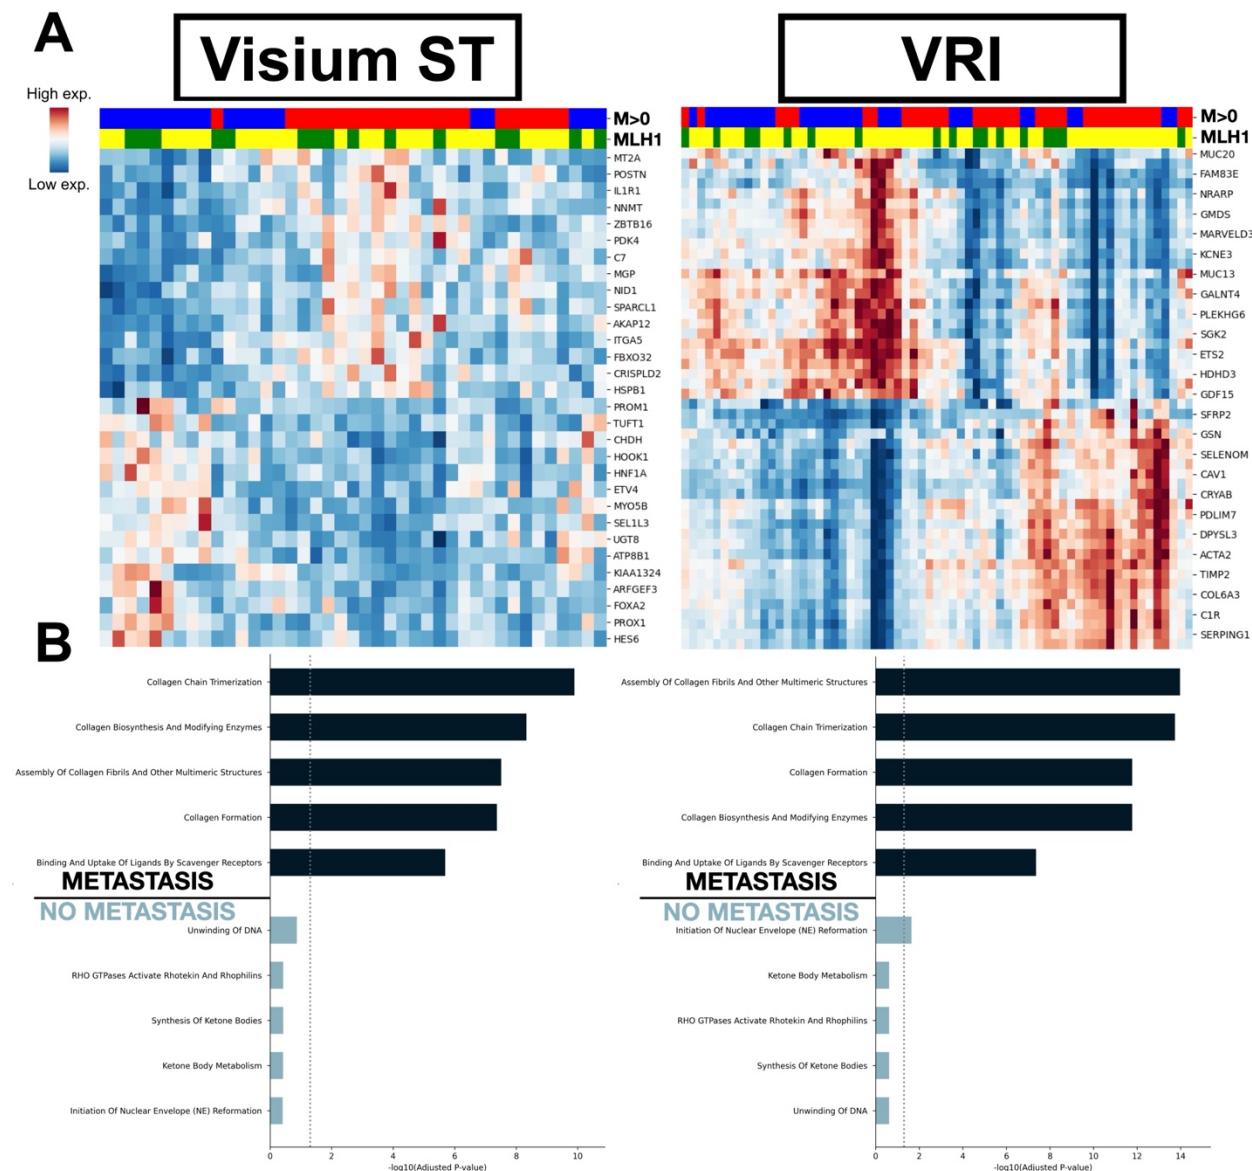 A
Visium ST
VRI
High exp.
Low exp.
M>0
MLH1
MT2A
POSTN
IL1R1
NNMT
ZBTB16
PDK4
C7
MGP
NID1
SPARCL1
AKAP12
ITGA5
FBXO32
CRISPLD2
HSPB1
PROM1
TUFT1
CHDH
HOOK1
HNF1A
ETV4
MYO5B
SEL1L3
UGT8
ATP8B1
KIAA1324
ARFGEF3
FOXA2
PROX1
HES6
M>0
MLH1
MUC20
FAM83E
NRARP
GMDS
MARVELD3
KCNE3
MUC13
GALNT4
PLEKHG6
SGK2
ETS2
HDHD3
GDF15
SFRP2
GSN
SELENOM
CAV1
CRYAB
PDLIM7
DPYSL3
ACTA2
TIMP2
COL6A3
C1R
SERPING1
B
Collagen Chain Trimerization
Collagen Biosynthesis And Modifying Enzymes
Assembly Of Collagen Fibrils And Other Multimeric Structures
Collagen Formation
Binding And Uptake Of Ligands By Scavenger Receptors
METASTASIS
NO METASTASIS
Unwinding Of DNA
RHO GTPases Activate Rhotekin And Rhophilins
Synthesis Of Ketone Bodies
Ketone Body Metabolism
Initiation Of Nuclear Envelope (NE) Reformation
0 2 4 6 8 10
-log10(Adjusted P-value)
Assembly Of Collagen Fibrils And Other Multimeric Structures
Collagen Chain Trimerization
Collagen Formation
Collagen Biosynthesis And Modifying Enzymes
Binding And Uptake Of Ligands By Scavenger Receptors
METASTASIS
NO METASTASIS
Initiation Of Nuclear Envelope (NE) Reformation
Ketone Body Metabolism
RHO GTPases Activate Rhotekin And Rhophilins
Synthesis Of Ketone Bodies
Unwinding Of DNA
0 2 4 6 8 10 12 14
-log10(Adjusted P-value)